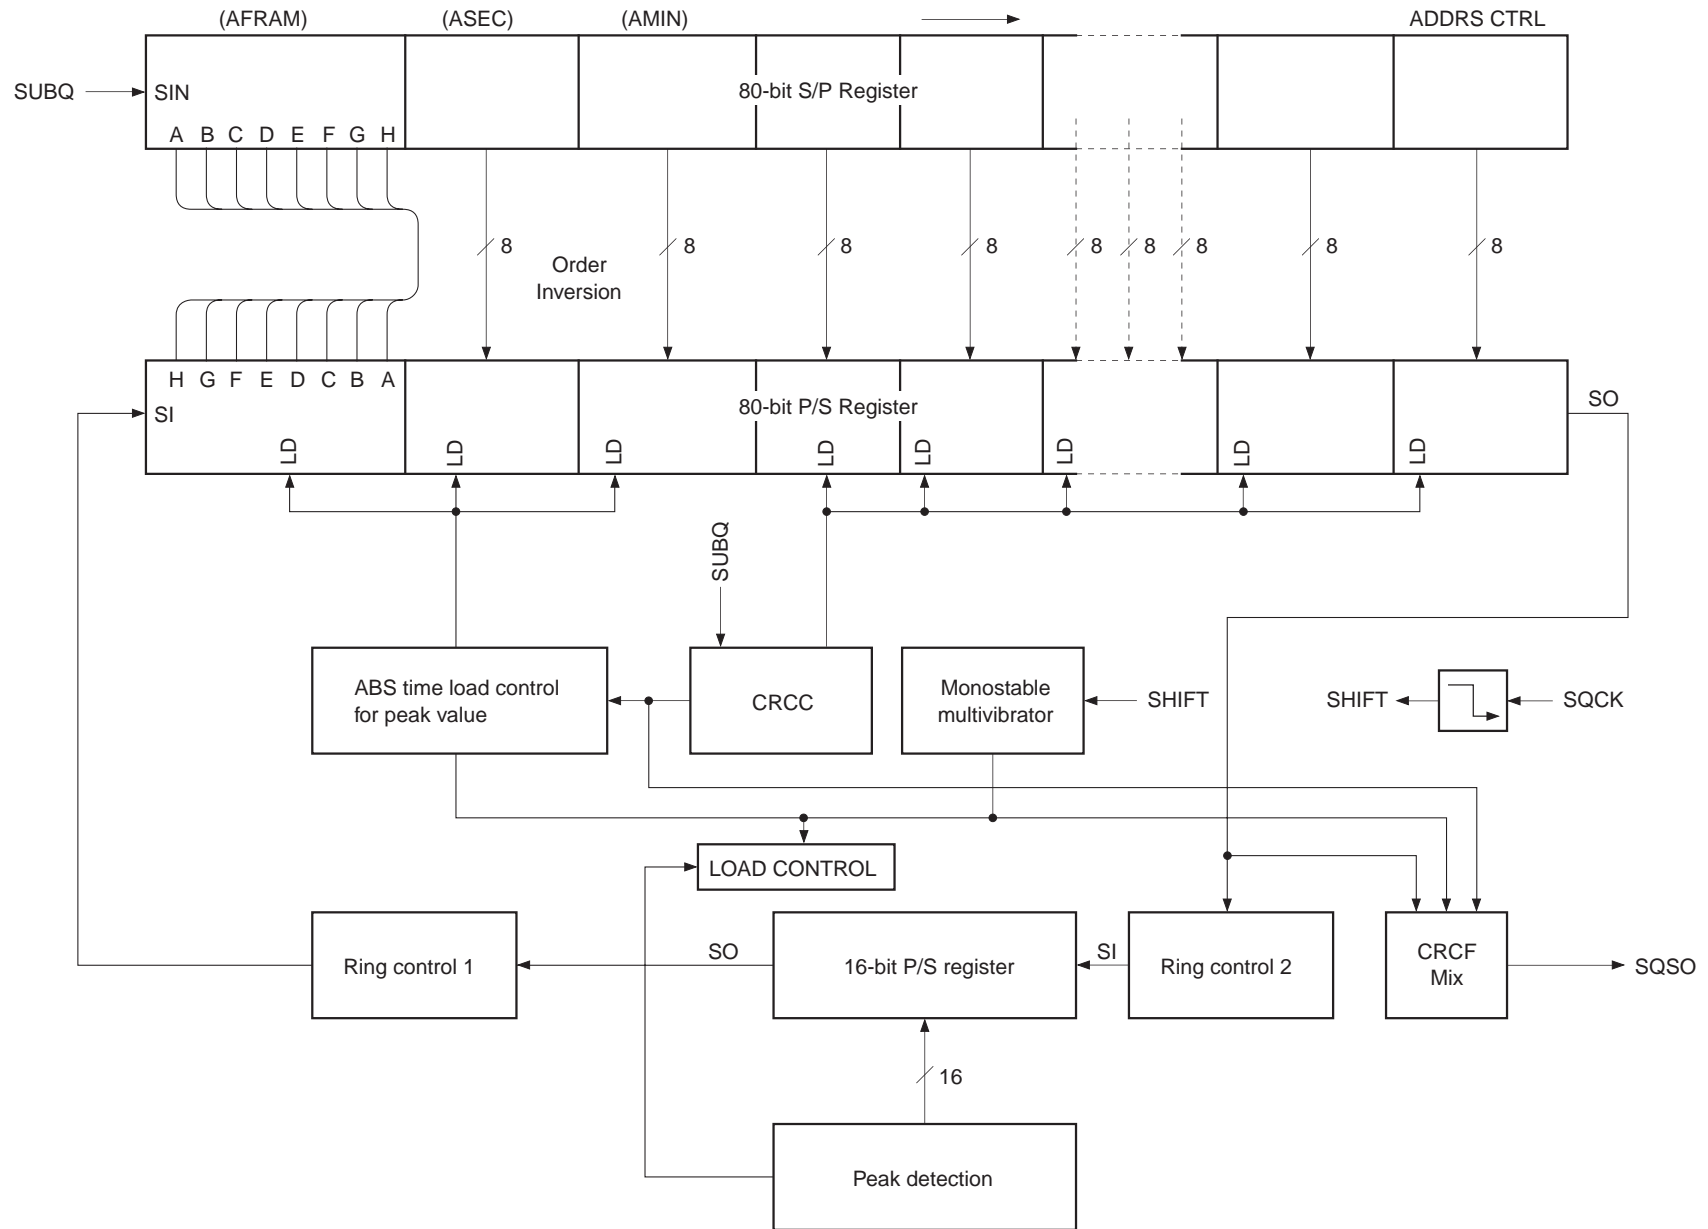 (AFRAM) (ASEC) (AMIN) ADDRS CTRL
SUBQ SIN 80-bit S/P Register
A B C D E F G H
8 8 8 8 8 8 8 8 8
Order
Inversion
H G F E D C B A
SI 80-bit P/S Register SO
LD LD LD LD LD LD LD LD
SUBQ
ABS time load control
for peak value
CRCC
Monostable
multivibrator
SHIFT
SHIFT SQCK
LOAD CONTROL
Ring control 1
SO
16-bit P/S register
SI
Ring control 2
CRCF
Mix
SQSO
16
Peak detection